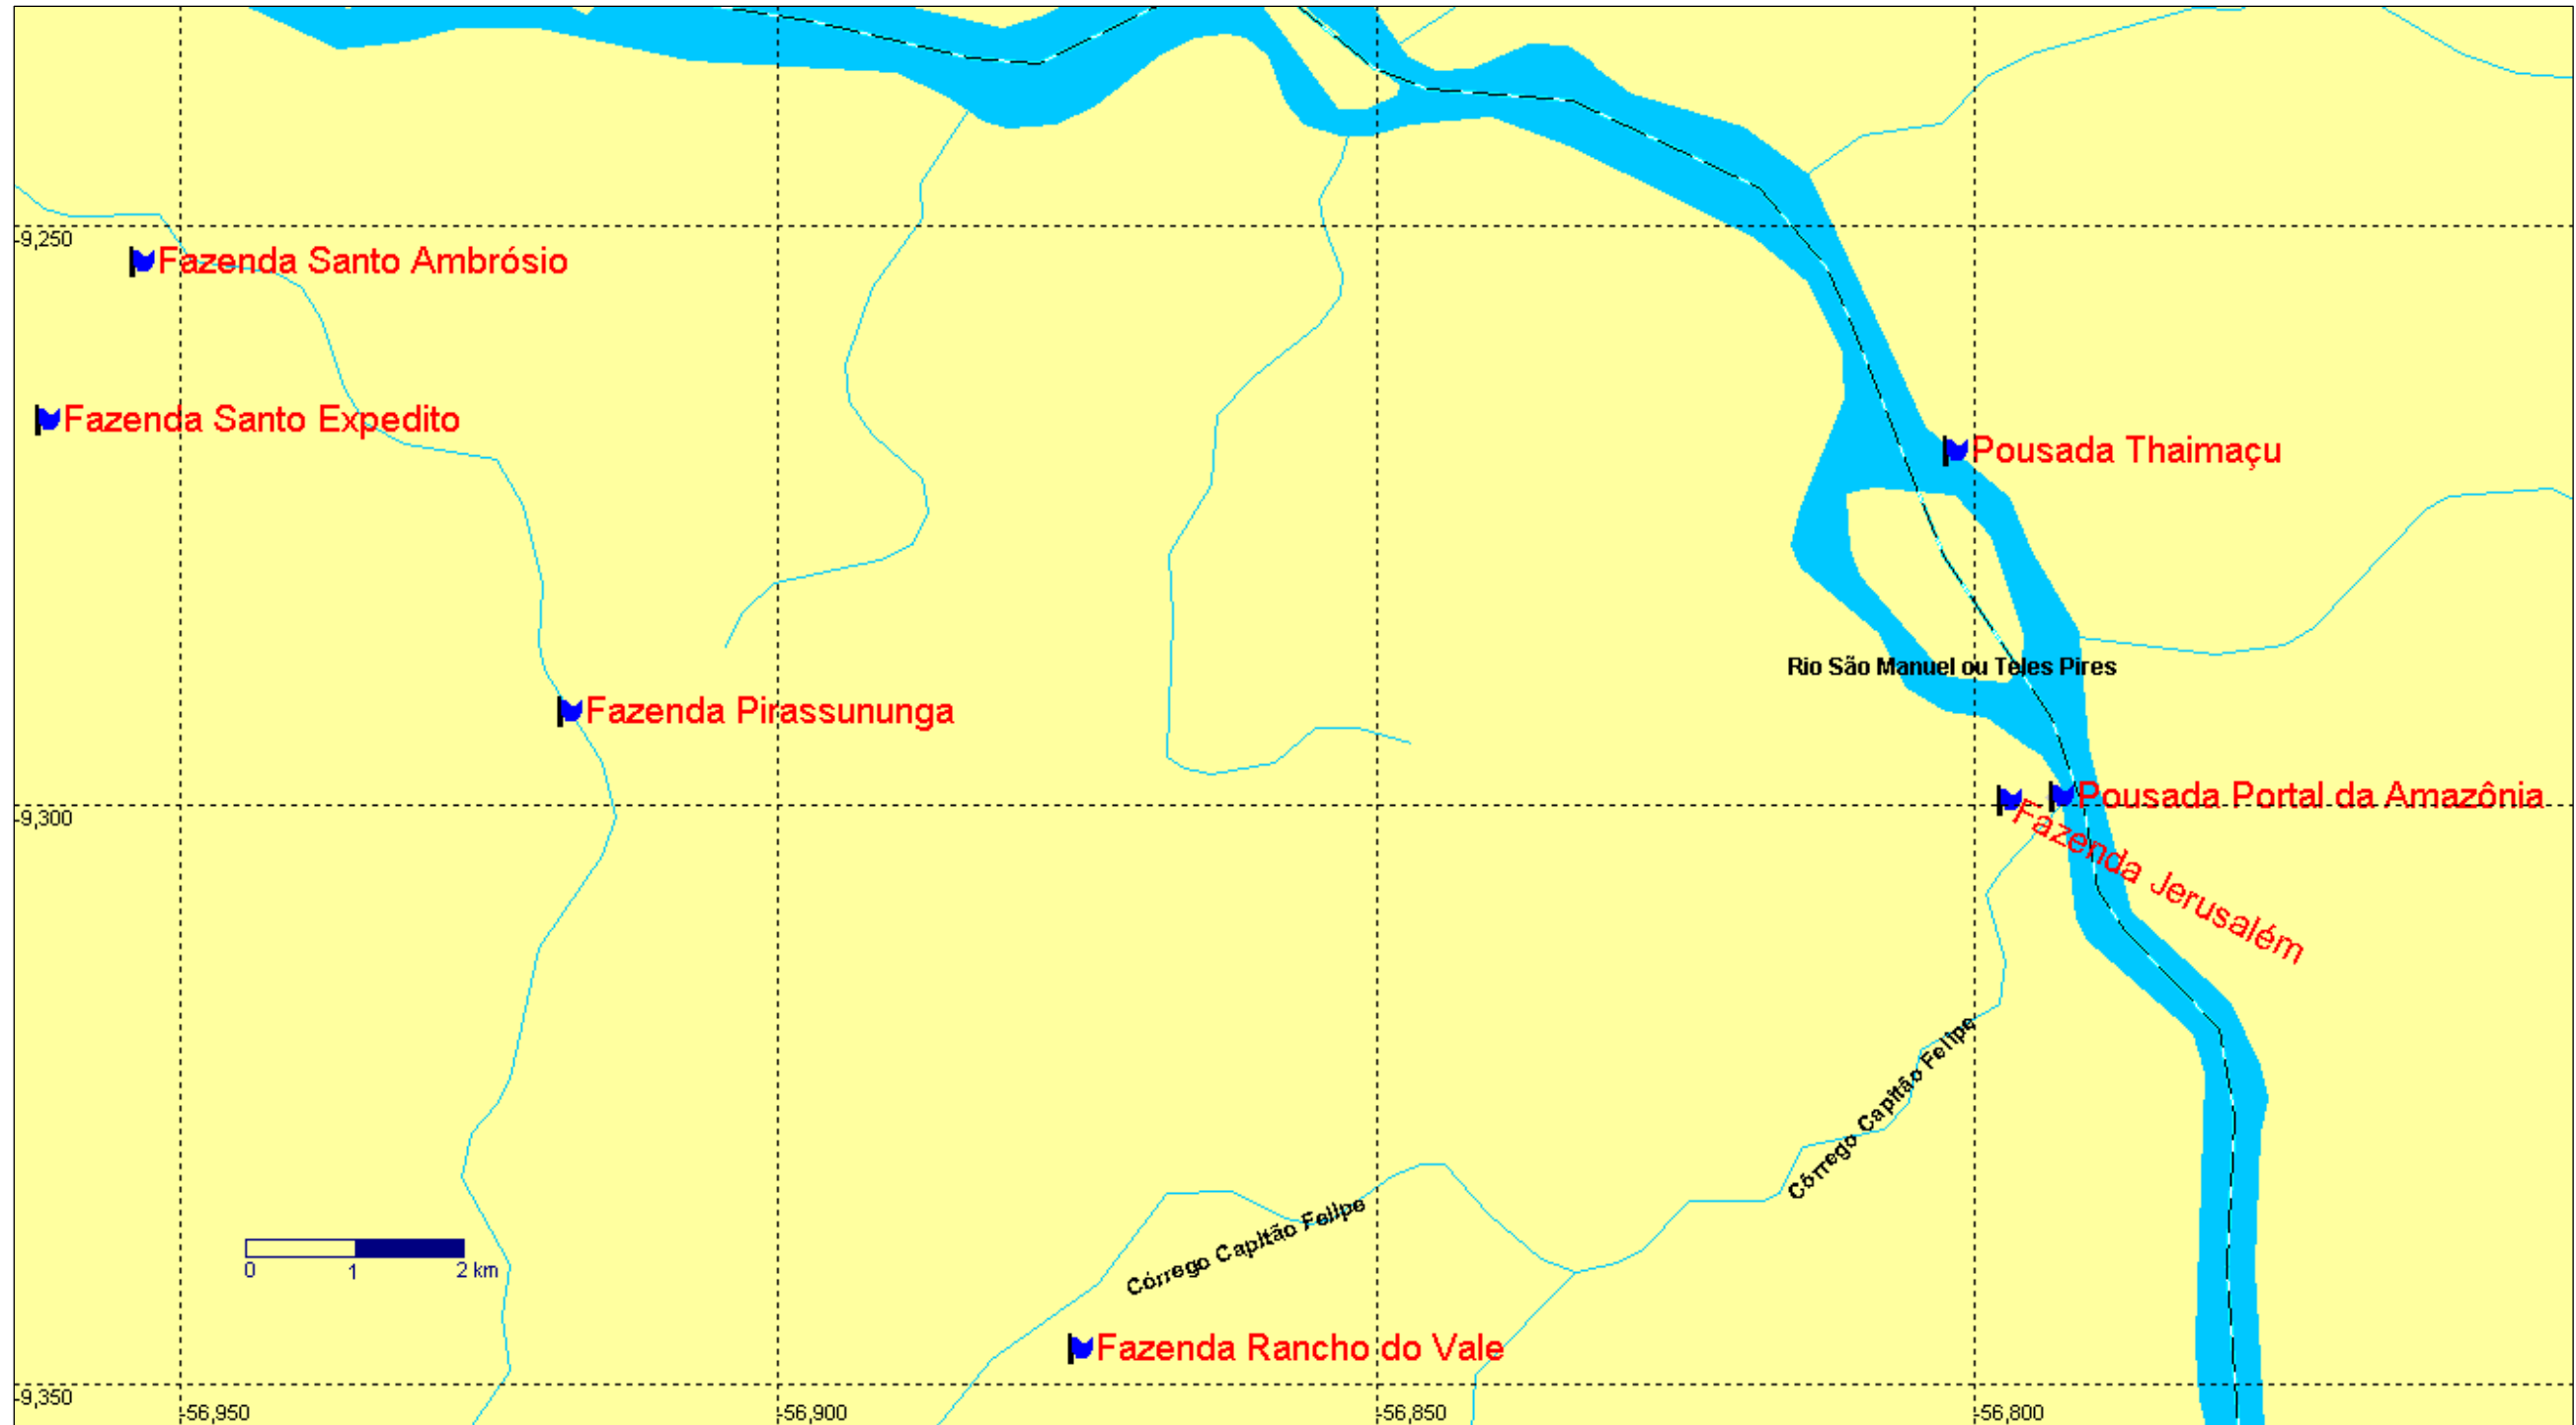 -9,250
Fazenda Santo Ambrósio
Fazenda Santo Expedito
Pousada Thaimaçu
Rio São Manuel ou Teles Pires
Fazenda Pirassununga
Pousada Portal da Amazônia
-9,300
Fazenda Jerusalém
Córrego Capitão Felipe
Córrego Capitão Felipe
0 1 2 km
Fazenda Rancho do Vale
-9,350
-56,950 -56,900 -56,850 -56,800